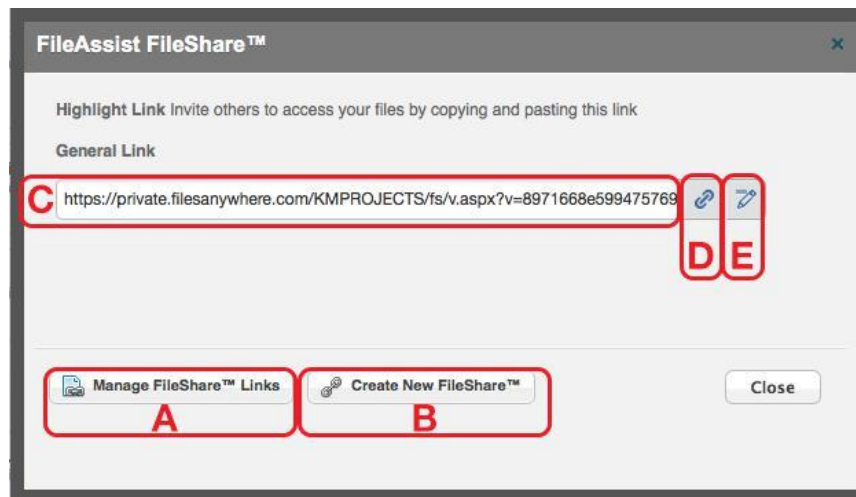 FileAssist FileShare™ ×
Highlight Link Invite others to access your files by copying and pasting this link
General Link
C https://private.filesanywhere.com/KMPROJECTS/fs/v.aspx?v=8971668e599475769
D E
Manage FileShare™ Links Create New FileShare™ Close
A B